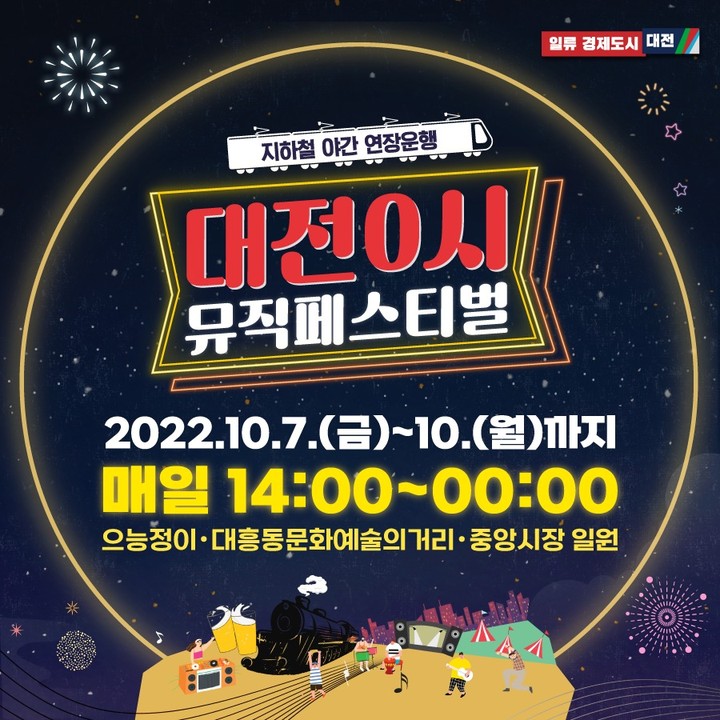 일류 경제도시 대전
지하철 야간 연장운행
대전0시
뮤직페스티벌
2022.10.7.(금)~10.(월)까지
매일 14:00~00:00
으능정이·대흥동문화예술의거리·중앙시장 일원